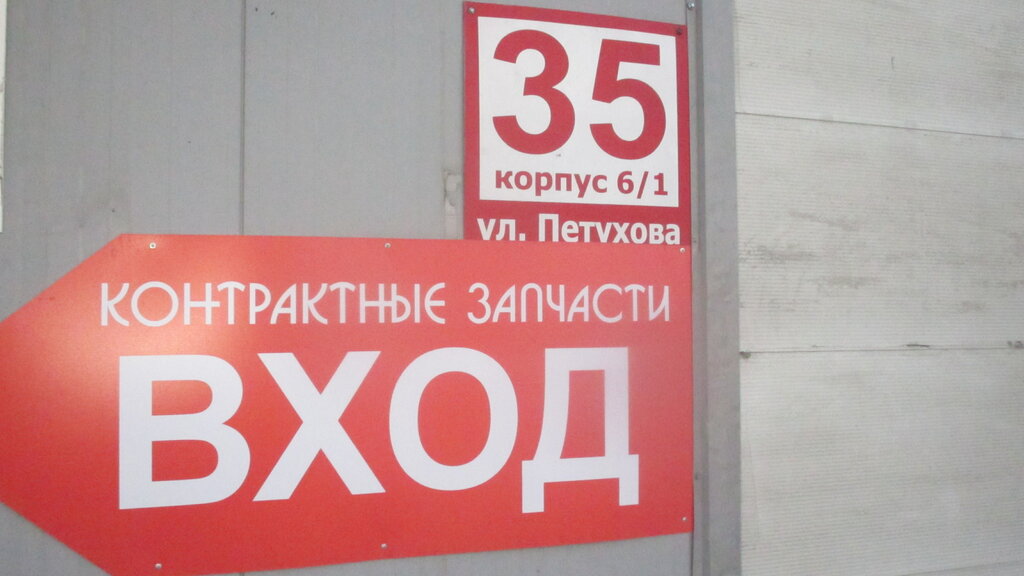 35
корпус 6/1
ул. Петухова
КОНТРАКТНЫЕ ЗАПЧАСТИ
ВХОД